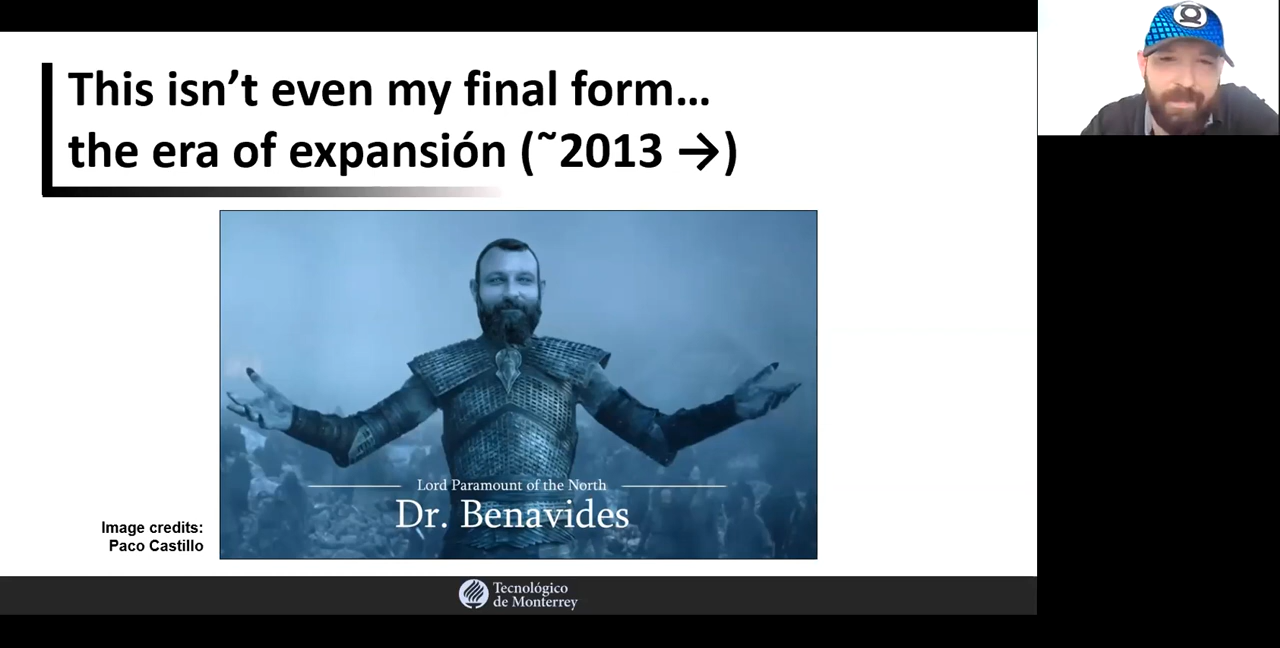 This isn’t even my final form…
the era of expansión (˜2013 →)
Lord Paramount of the North
Dr. Benavides
Image credits:
Paco Castillo
Tecnológico
de Monterrey